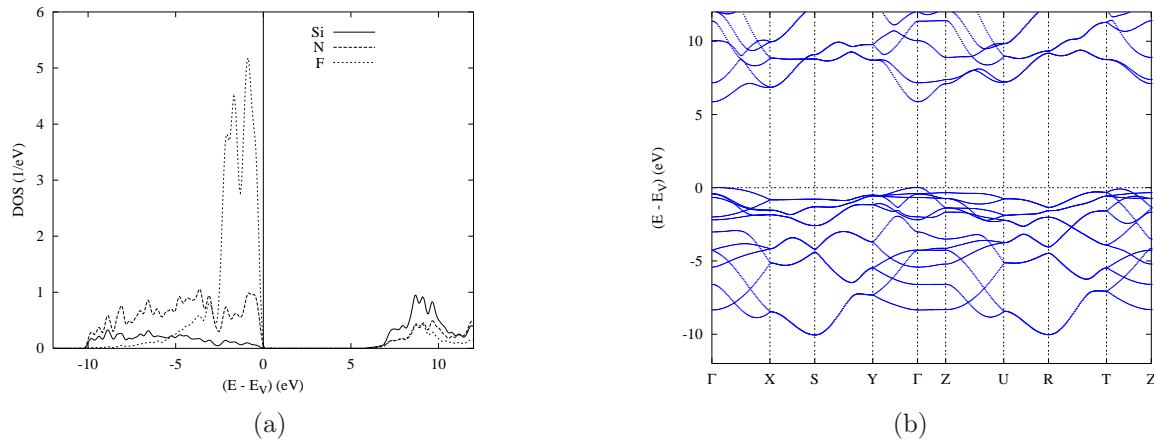 6
5
4
3
2
1
0
DOS (1/eV)
-10
-5
0
5
10
(E - E_V) (eV)
Si
N
F
(a)
10
5
0
-5
-10
(E - E_V) (eV)
Γ X S Y Γ Z U R T Z
(b)